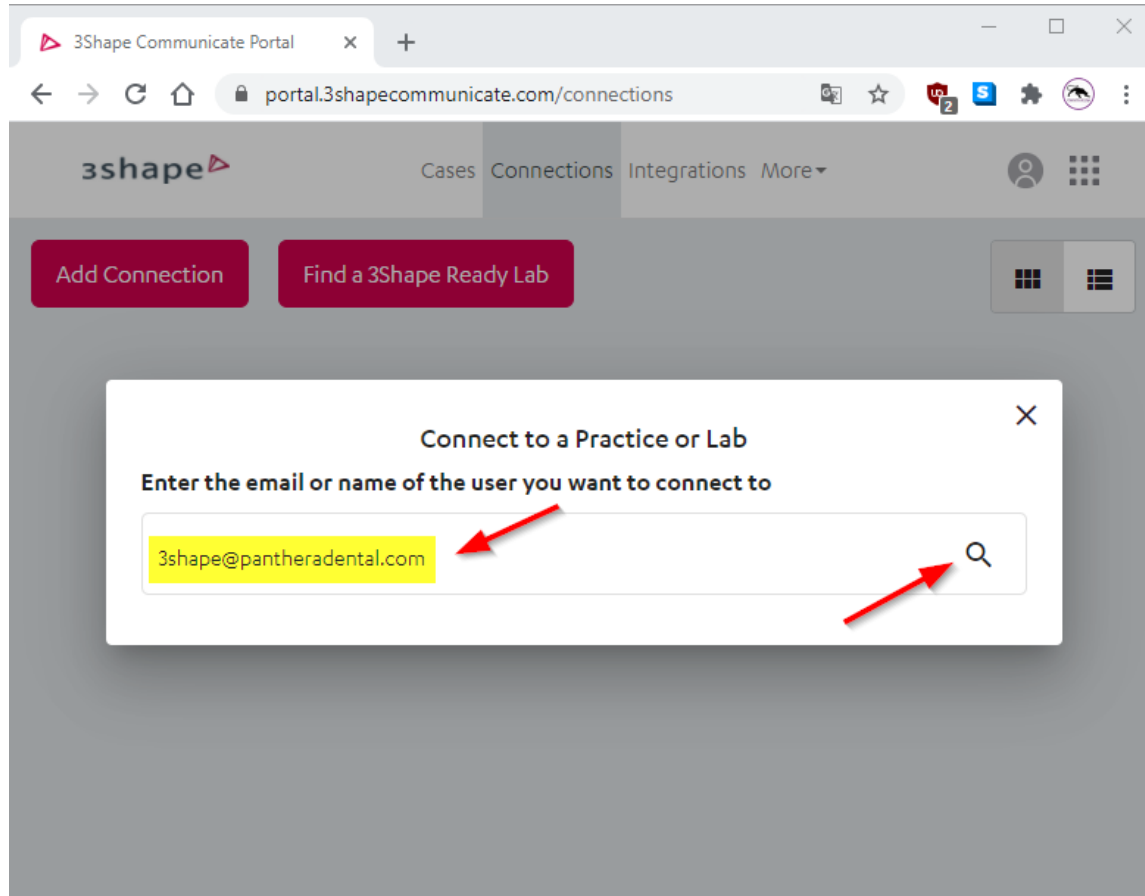 3Shape Communicate Portal
portal.3shapecommunicate.com/connections
2
S
3shape
Cases Connections Integrations More
Add Connection Find a 3Shape Ready Lab
Connect to a Practice or Lab
Enter the email or name of the user you want to connect to
3shape@pantheradental.com